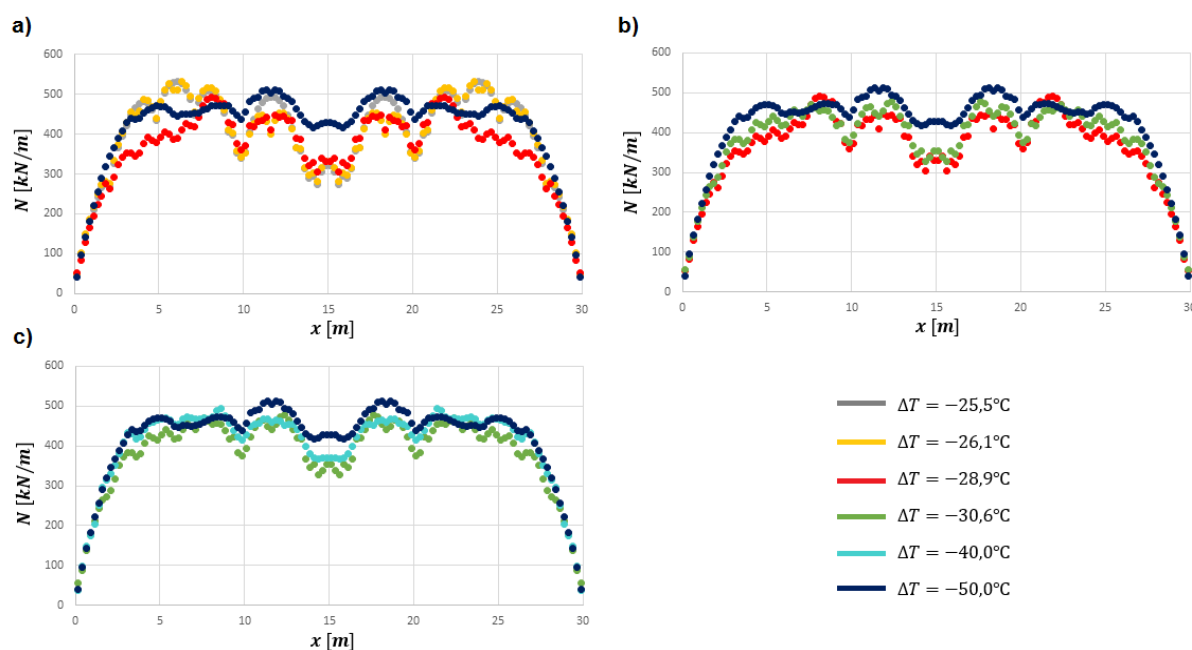 a)
N [kN/m]
600
500
400
300
200
100
0
0 5 10 15 20 25 30
x [m]
b)
N [kN/m]
600
500
400
300
200
100
0
0 5 10 15 20 25 30
x [m]
c)
N [kN/m]
600
500
400
300
200
100
0
0 5 10 15 20 25 30
x [m]
ΔT = −25,5°C
ΔT = −26,1°C
ΔT = −28,9°C
ΔT = −30,6°C
ΔT = −40,0°C
ΔT = −50,0°C